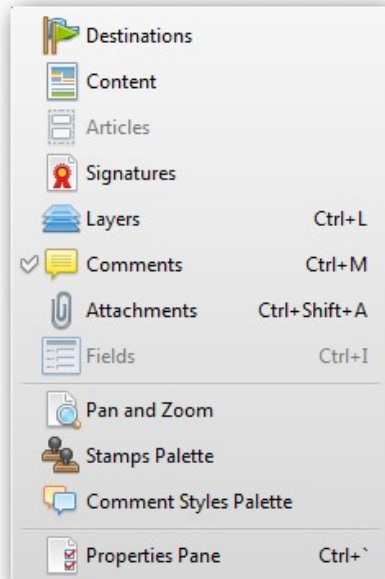 Destinations
Content
Articles
Signatures
Layers Ctrl+L
Comments Ctrl+M
Attachments Ctrl+Shift+A
Fields Ctrl+I
Pan and Zoom
Stamps Palette
Comment Styles Palette
Properties Pane Ctrl+`